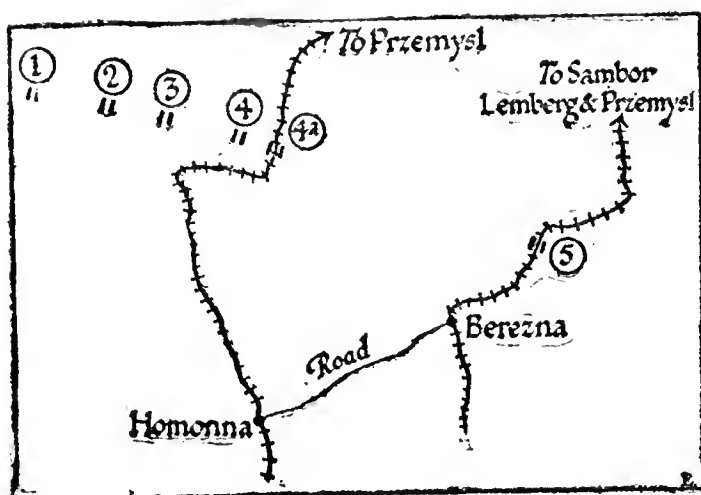 To Przemysl
1
2
3
4
4a
To Sambor
Lemberg & Przemysl
5
Berezna
Road
Homonna